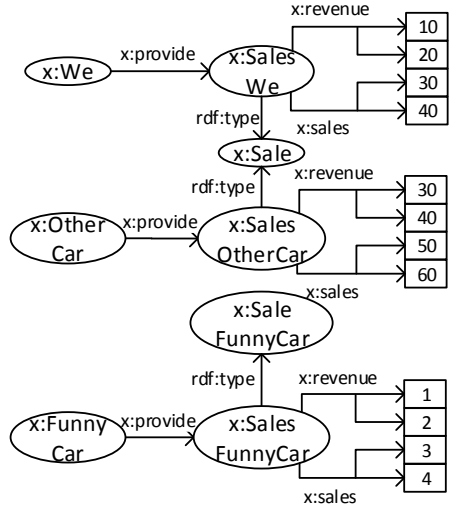 x:revenue
10
x:provide
x:Sales
20
x:We
We
30
40
rdf:type
x:sales
x:Sale
x:revenue
rdf:type
30
x:Other
x:provide
x:Sales
40
Car
OtherCar
50
60
x:sales
x:Sale
FunnyCar
rdf:type
x:revenue
1
x:Funny
x:provide
x:Sales
2
Car
FunnyCar
3
4
x:sales